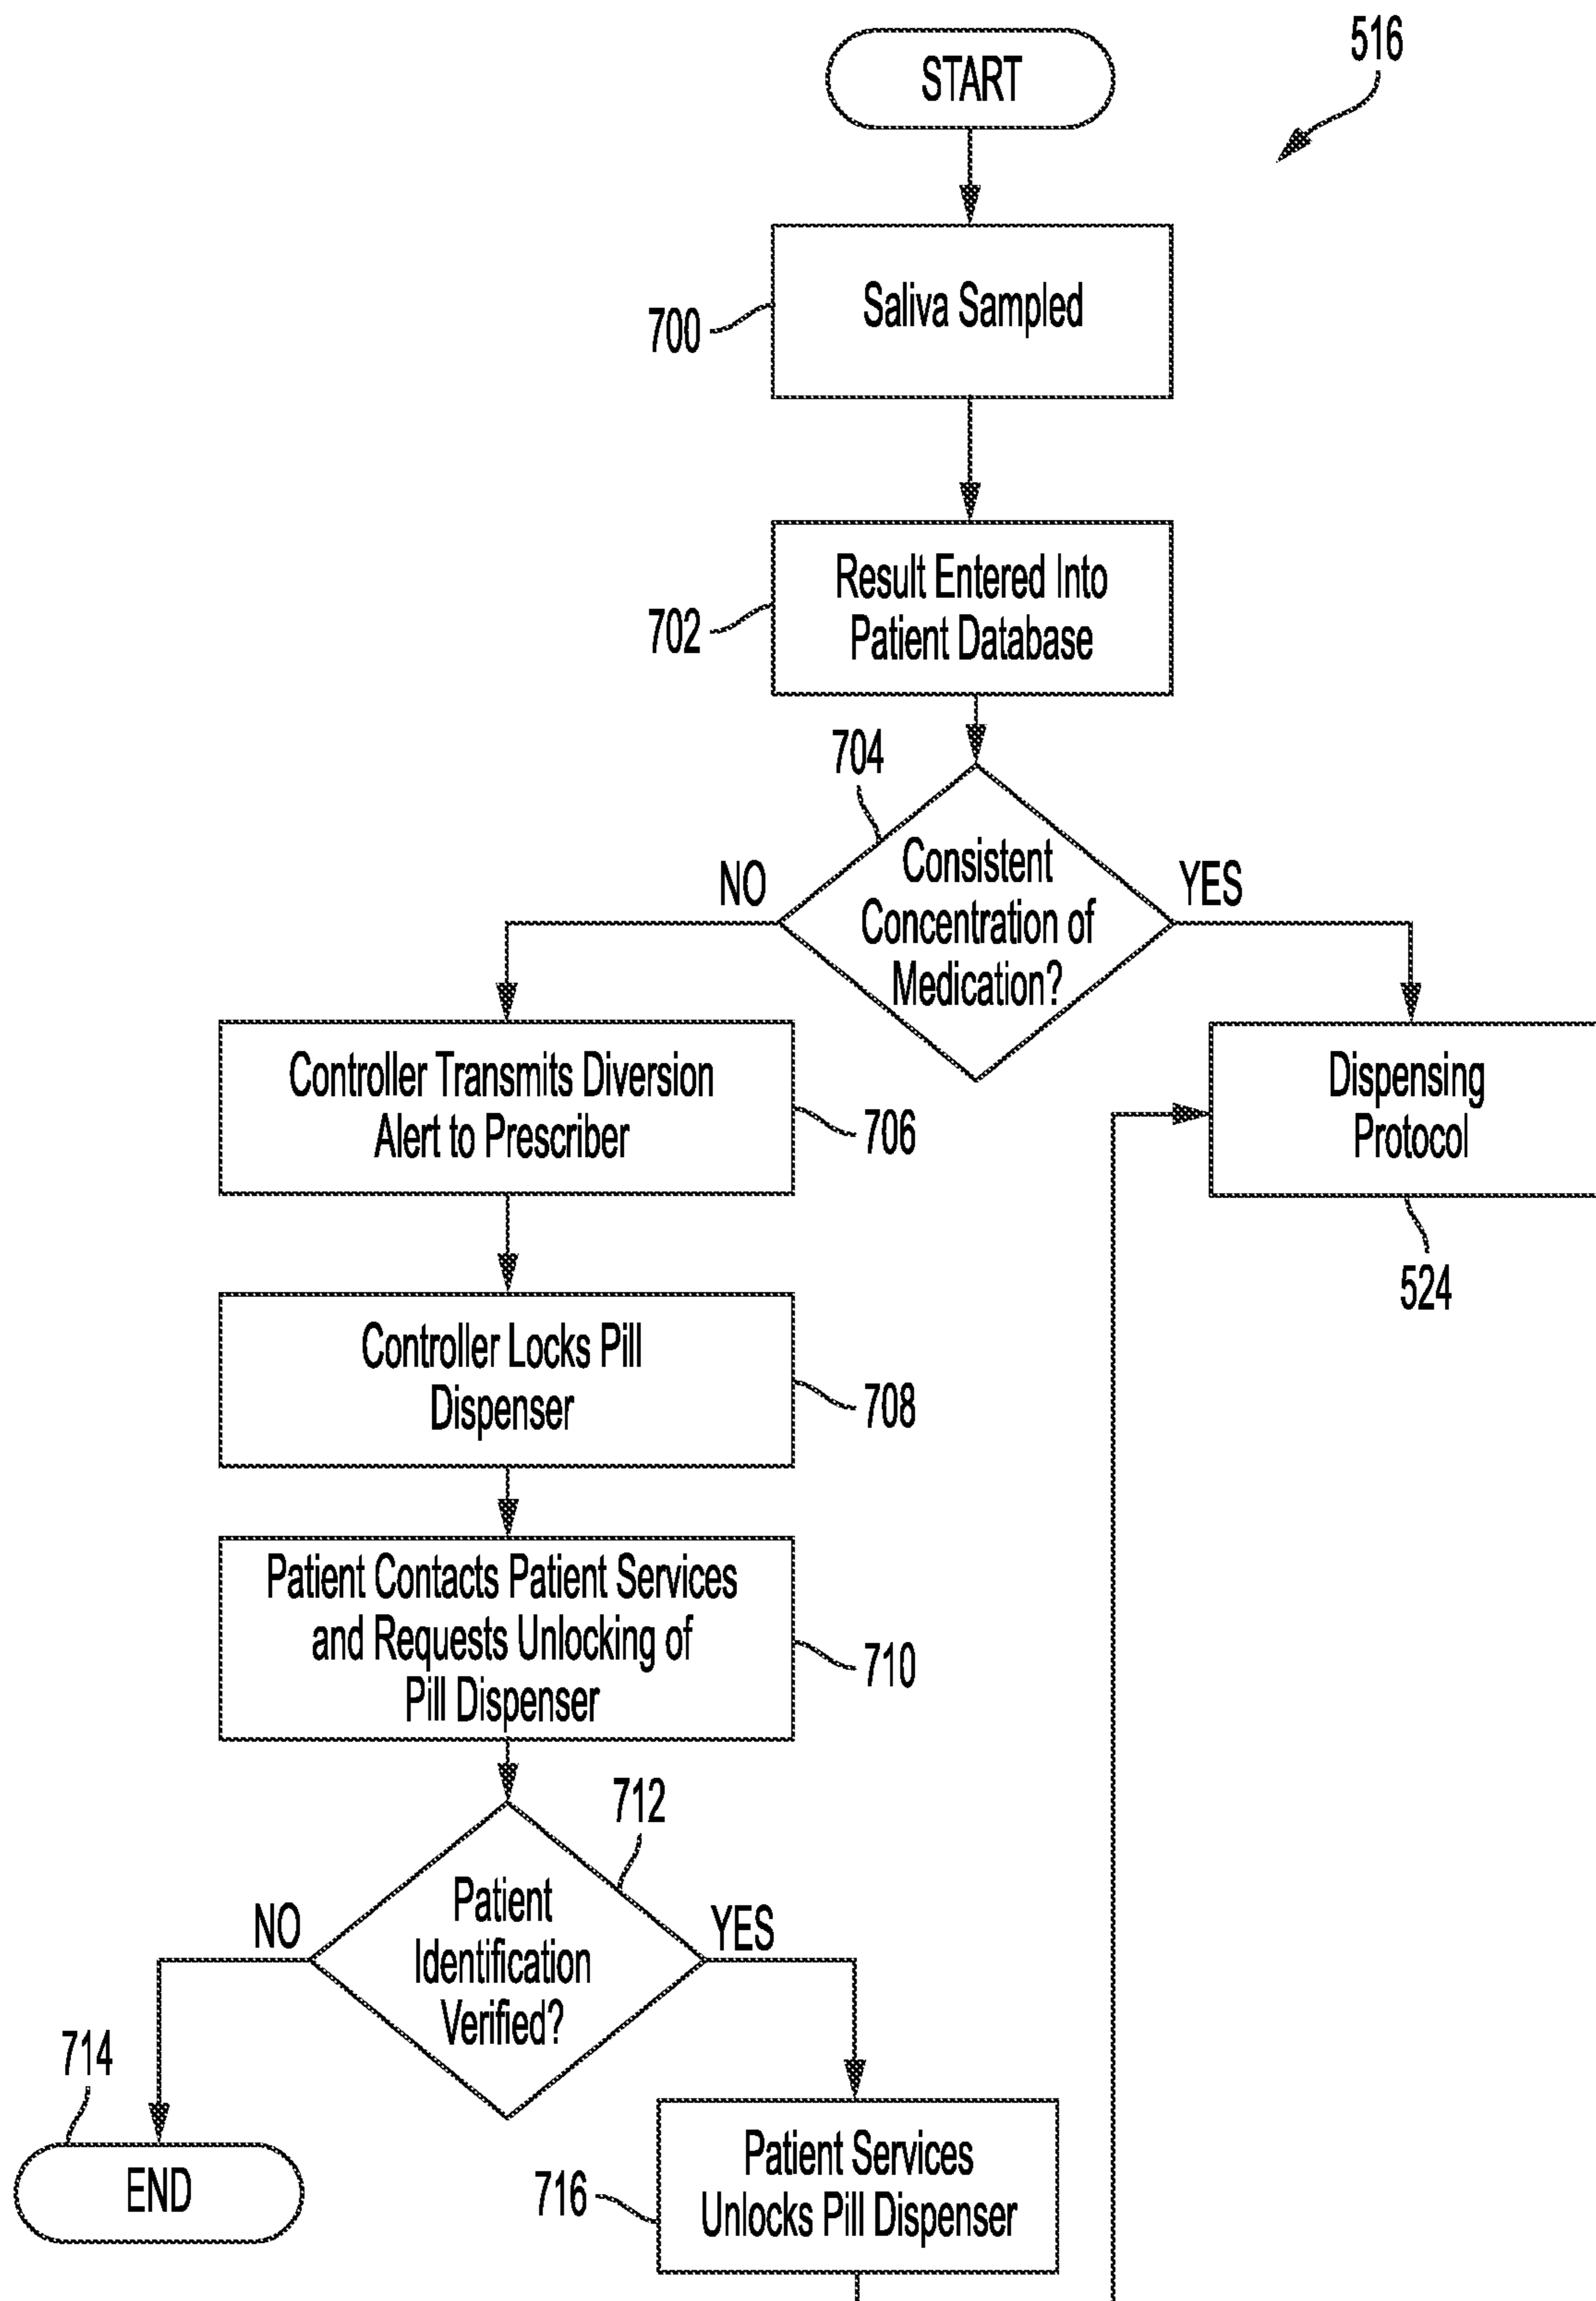 516
START
700
Saliva Sampled
702
Result Entered Into
Patient Database
704
NO
YES
Consistent
Concentration of
Medication?
Controller Transmits Diversion
Alert to Prescriber
706
Dispensing
Protocol
524
Controller Locks Pill
Dispenser
708
Patient Contacts Patient Services
and Requests Unlocking of
Pill Dispenser
710
712
NO
YES
Patient
Identification
Verified?
714
END
716
Patient Services
Unlocks Pill Dispenser